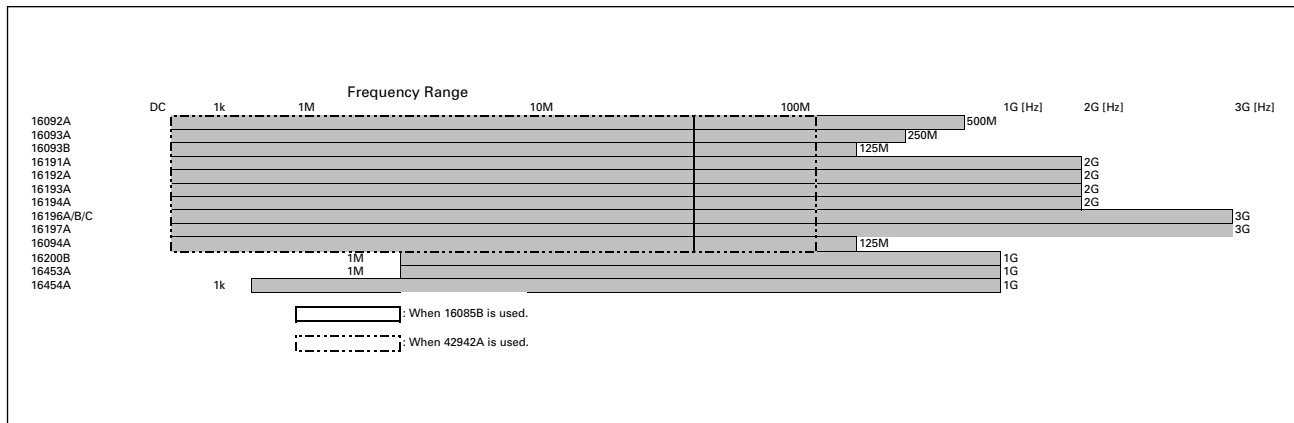 Frequency Range
DC 1k 1M 10M 100M 1G [Hz] 2G [Hz] 3G [Hz]
16092A 500M
16093A 250M
16093B 125M
16191A 2G
16192A 2G
16193A 2G
16194A 2G
16196A/B/C 3G
16197A 3G
16094A 125M
16200B 1M 1G
16453A 1M 1G
16454A 1k 1G
: When 16085B is used.
: When 42942A is used.